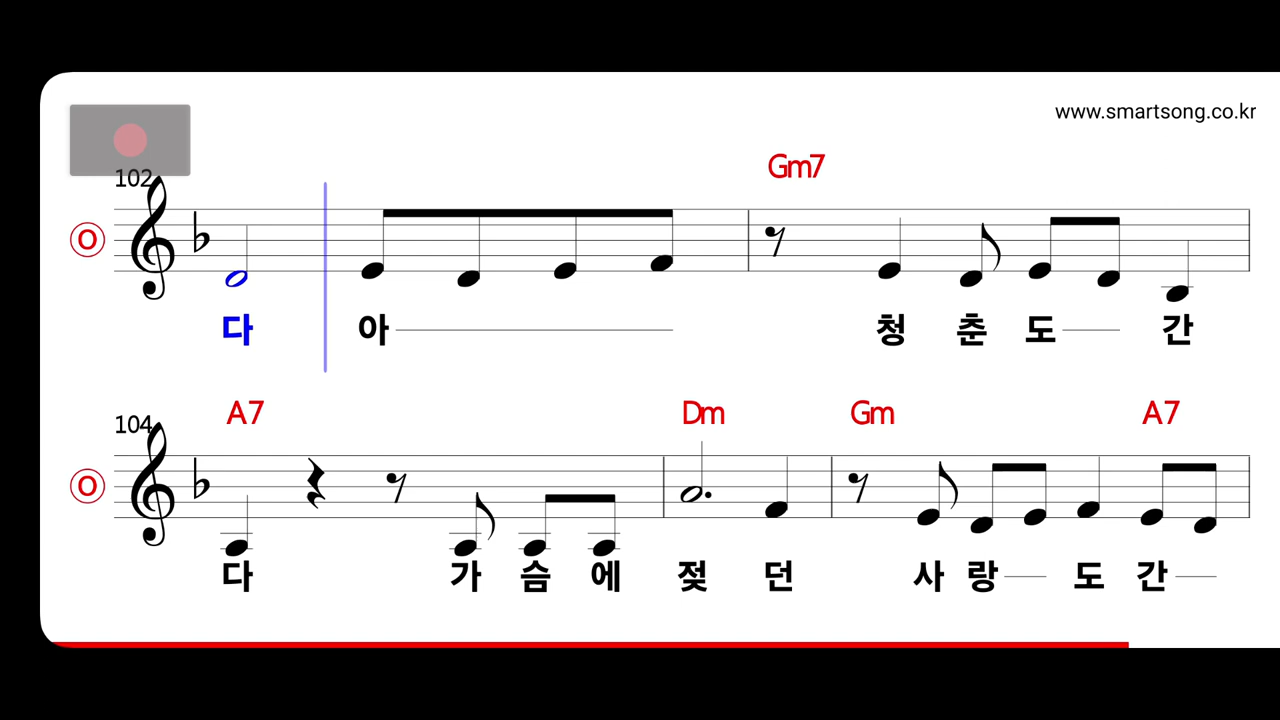 www.smartsong.co.kr
Gm7
102
O
다 아 청 춘 도 간
A7 Dm Gm A7
104
O
다 가 슴 에 젖 던 사 랑 도 간